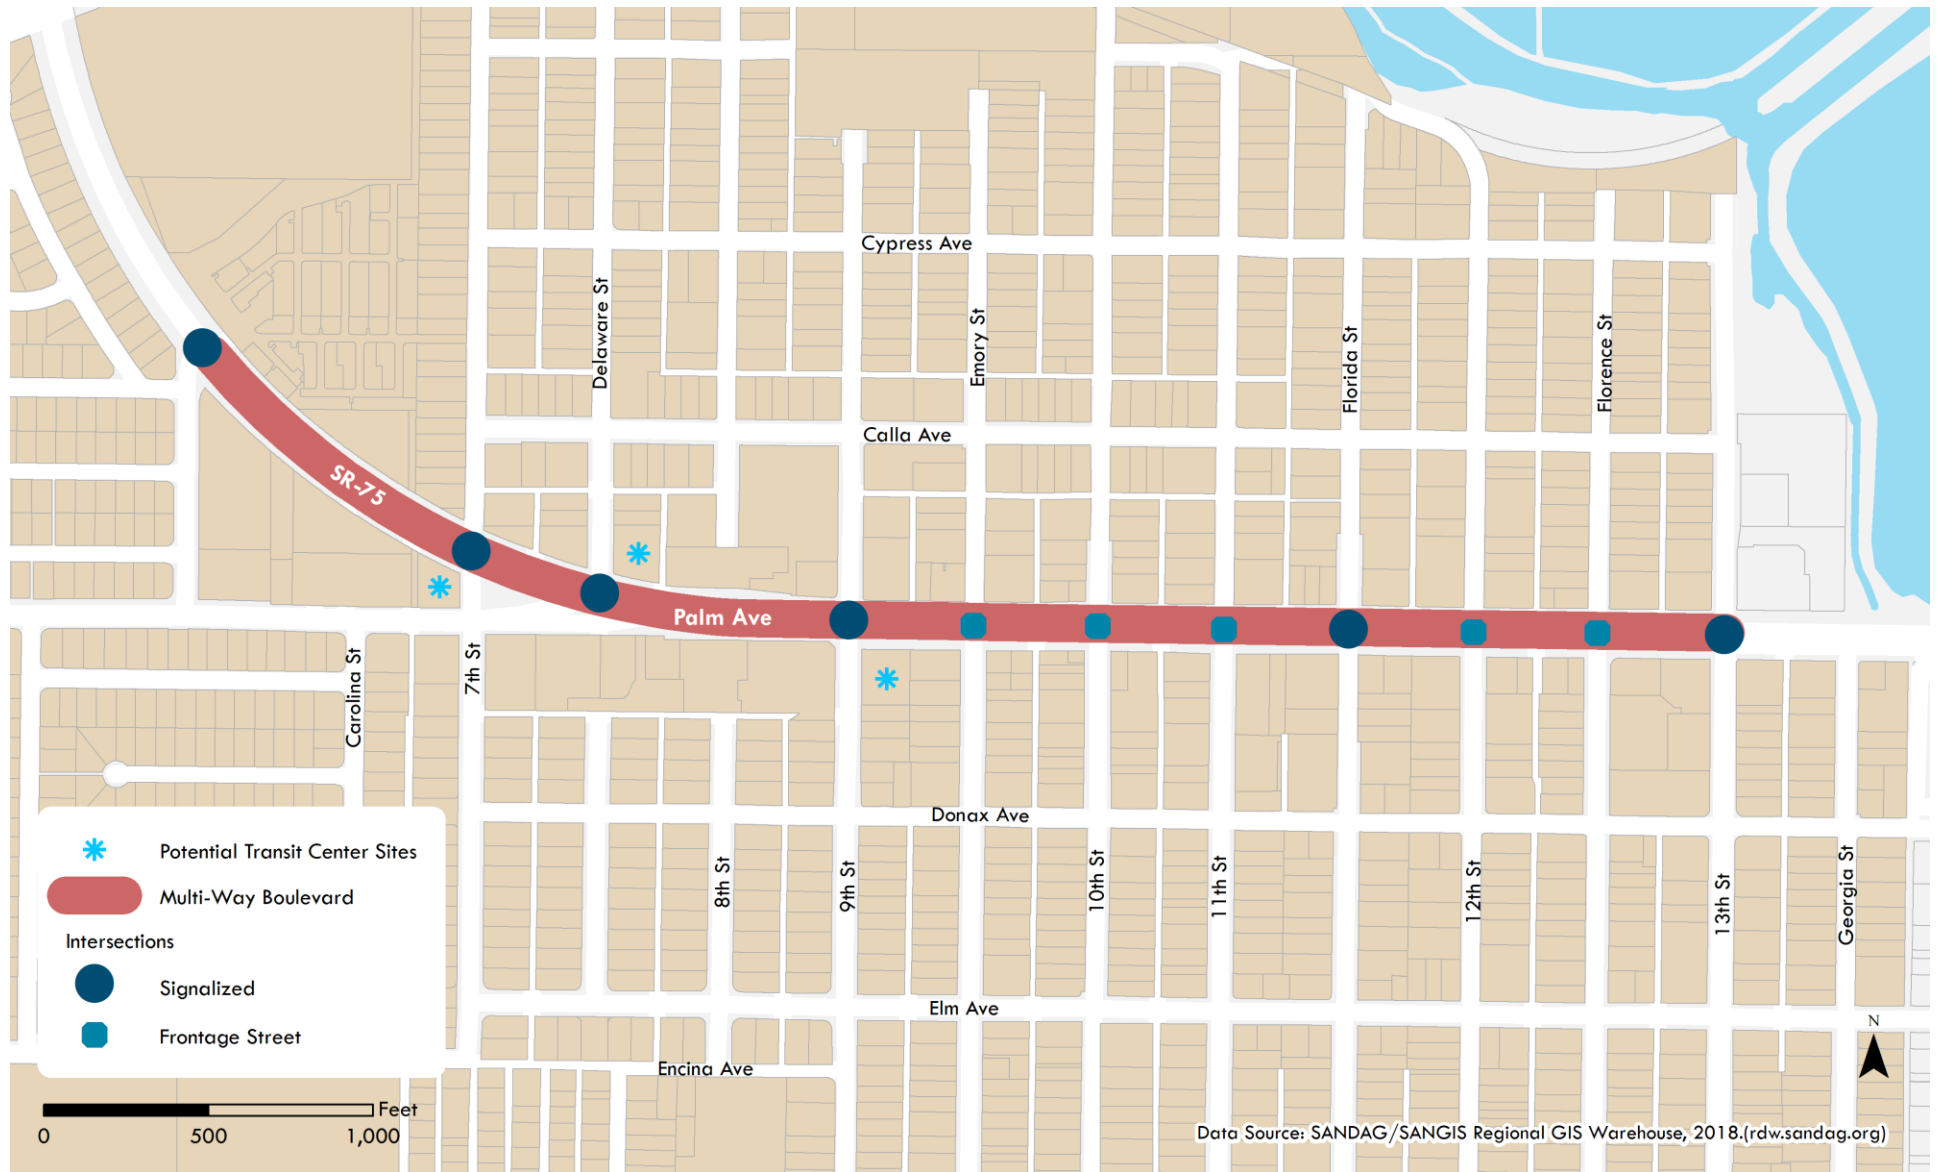 Cypress Ave
Delaware St
Emory St
Florida St
Florence St
Calla Ave
SR-75
Palm Ave
Carolina St
7th St
Donax Ave
8th St
9th St
10th St
11th St
12th St
13th St
Georgia St
Elm Ave
Encina Ave
Potential Transit Center Sites
Multi-Way Boulevard
Intersections
Signalized
Frontage Street
Feet
0 500 1,000
N
Data Source: SANDAG/SANGIS Regional GIS Warehouse, 2018.(rdw.sandag.org)